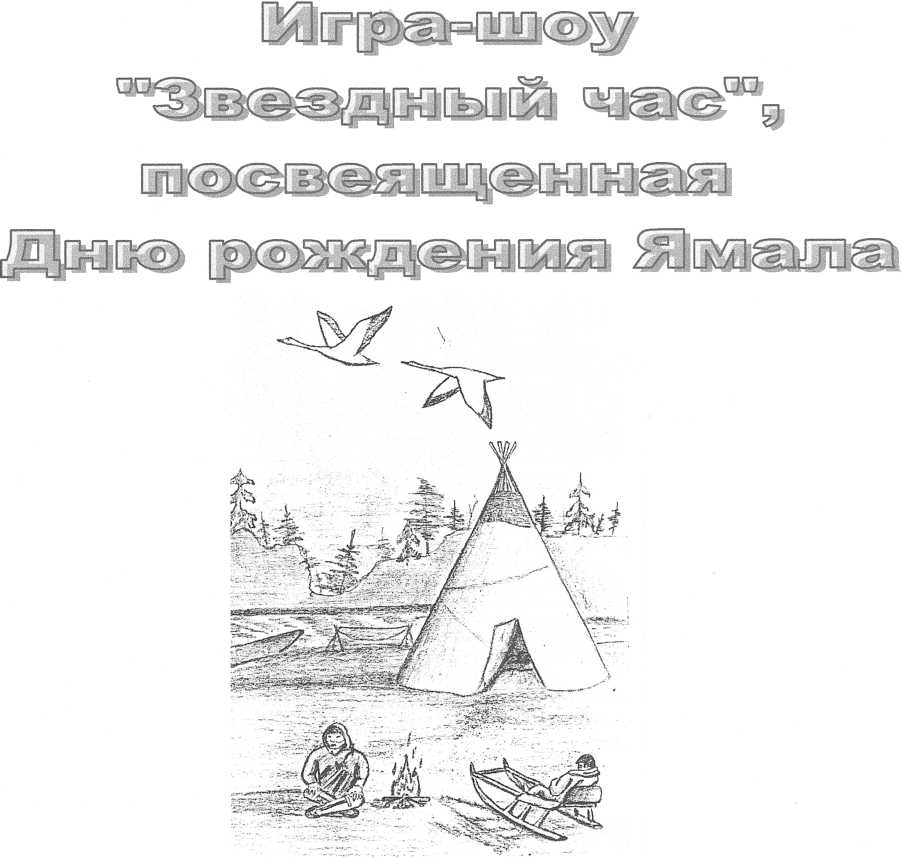 Игра-шоу
"Звездный час",
посвеященная
Дню рождения Ямала